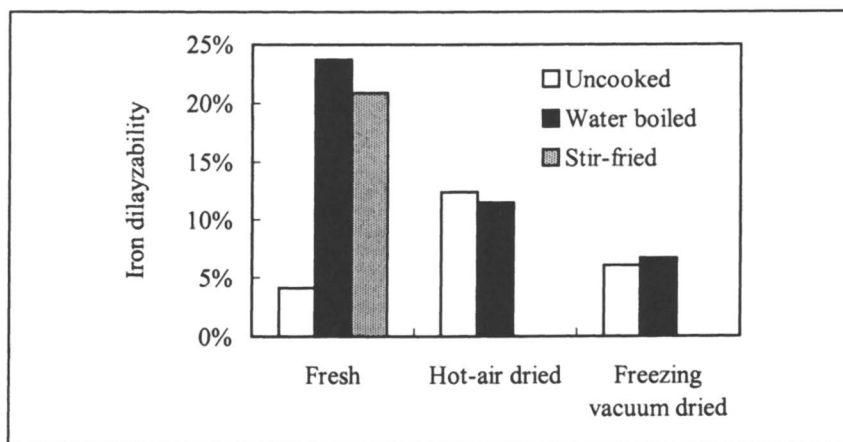 25%
20%
15%
10%
5%
0%
Iron dilayzability
Uncooked
Water boiled
Stir-fried
Fresh
Hot-air dried
Freezing
vacuum dried